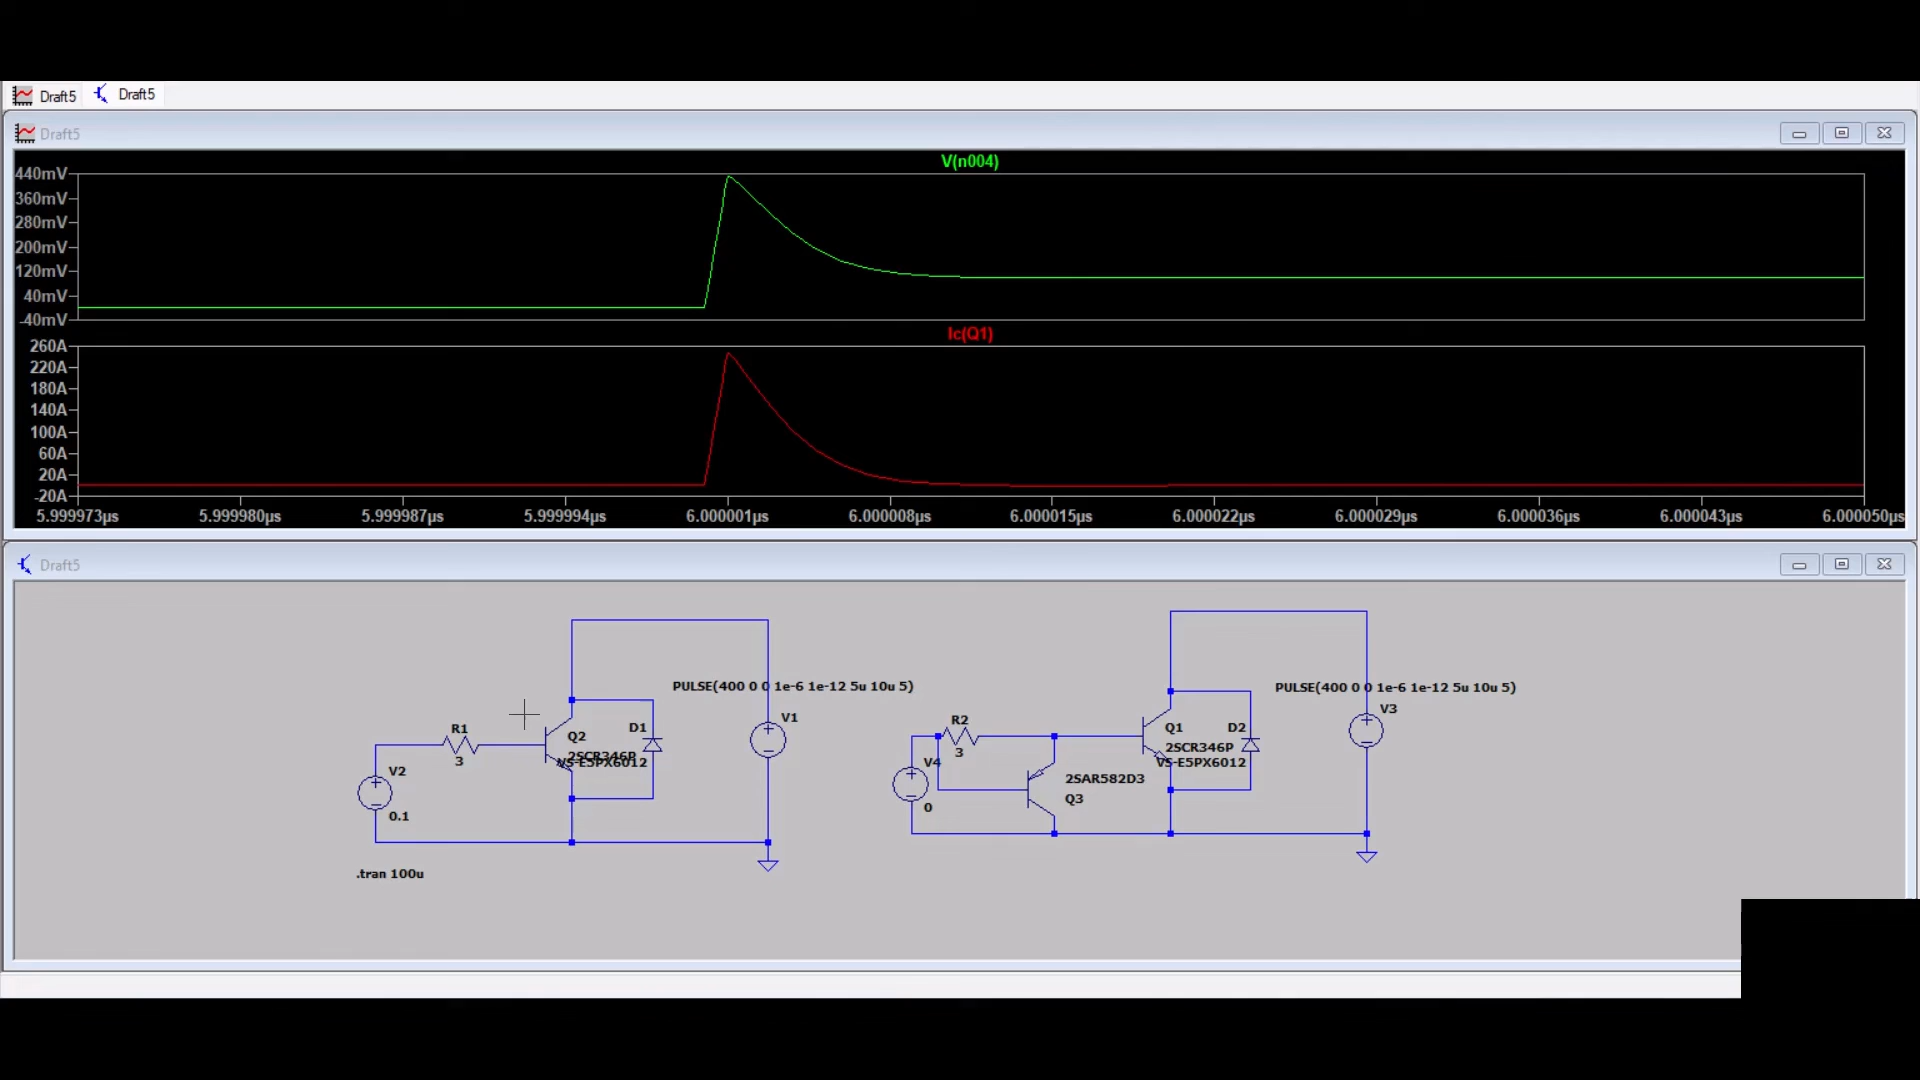 Draft5 Draft5
Draft5
V(n004)
440mV
360mV
280mV
200mV
120mV
40mV
-40mV
Ic(Q1)
260A
220A
180A
140A
100A
60A
20A
-20A
5.999973µs 5.999980µs 5.999987µs 5.999994µs 6.000001µs 6.000008µs 6.000015µs 6.000022µs 6.000029µs 6.000036µs 6.000043µs 6.000050µs
Draft5
PULSE(400 0 0 1e-6 1e-12 5u 10u 5)
V1
R1
3
Q2
2SCR346P
D1
VS-E5PX6012
V2
0.1
.tran 100u
PULSE(400 0 0 1e-6 1e-12 5u 10u 5)
V3
R2
3
Q1
2SCR346P
D2
VS-E5PX6012
V4
0
2SAR582D3
Q3